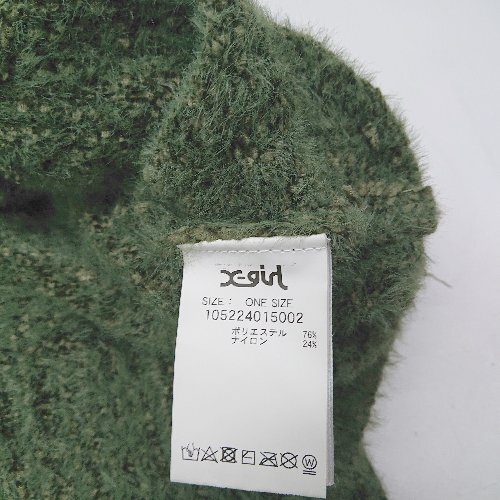 X-girl
SIZE : ONE SIZE
105224015002
ポリエステル 76%
ナイロン 24%
W